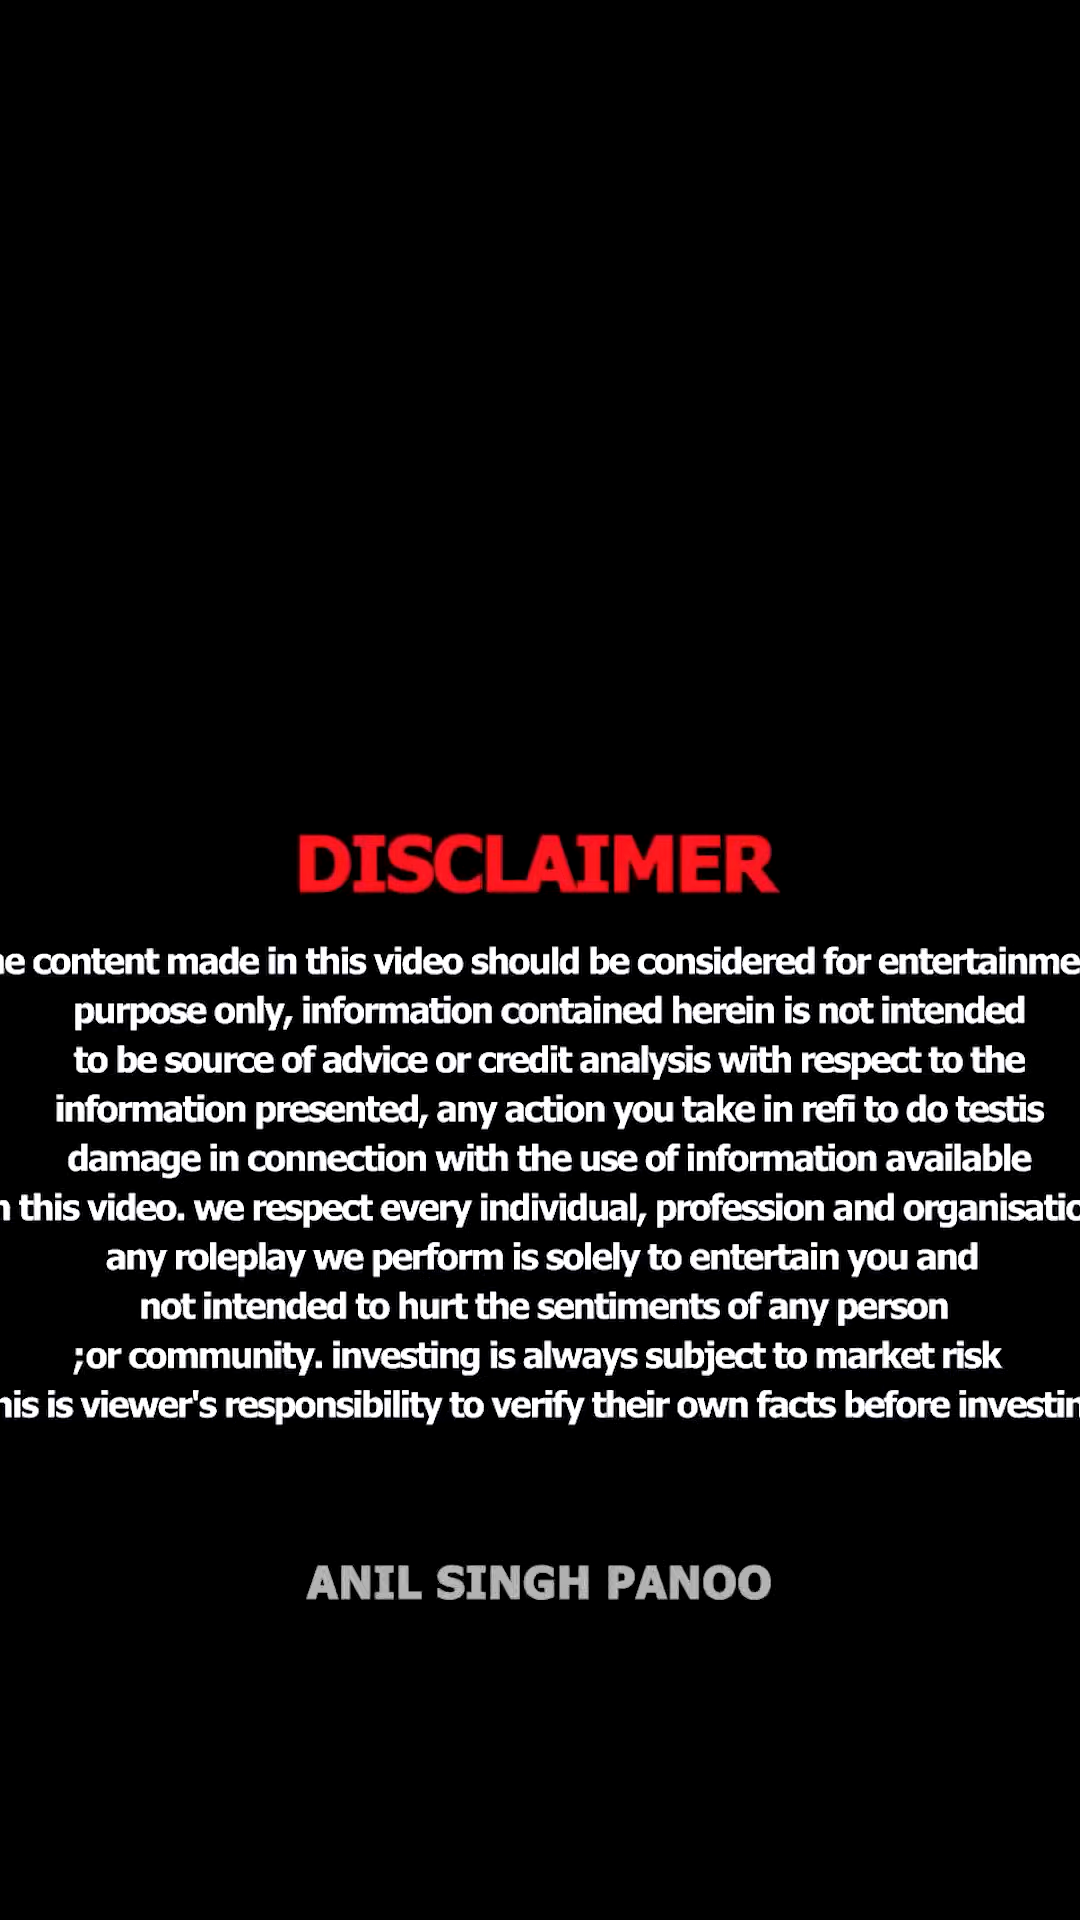 DISCLAIMER
he content made in this video should be considered for entertainme
purpose only, information contained herein is not intended
to be source of advice or credit analysis with respect to the
information presented, any action you take in refi to do testis
damage in connection with the use of information available
n this video. we respect every individual, profession and organisatio
any roleplay we perform is solely to entertain you and
not intended to hurt the sentiments of any person
;or community. investing is always subject to market risk
his is viewer's responsibility to verify their own facts before investin
ANIL SINGH PANOO